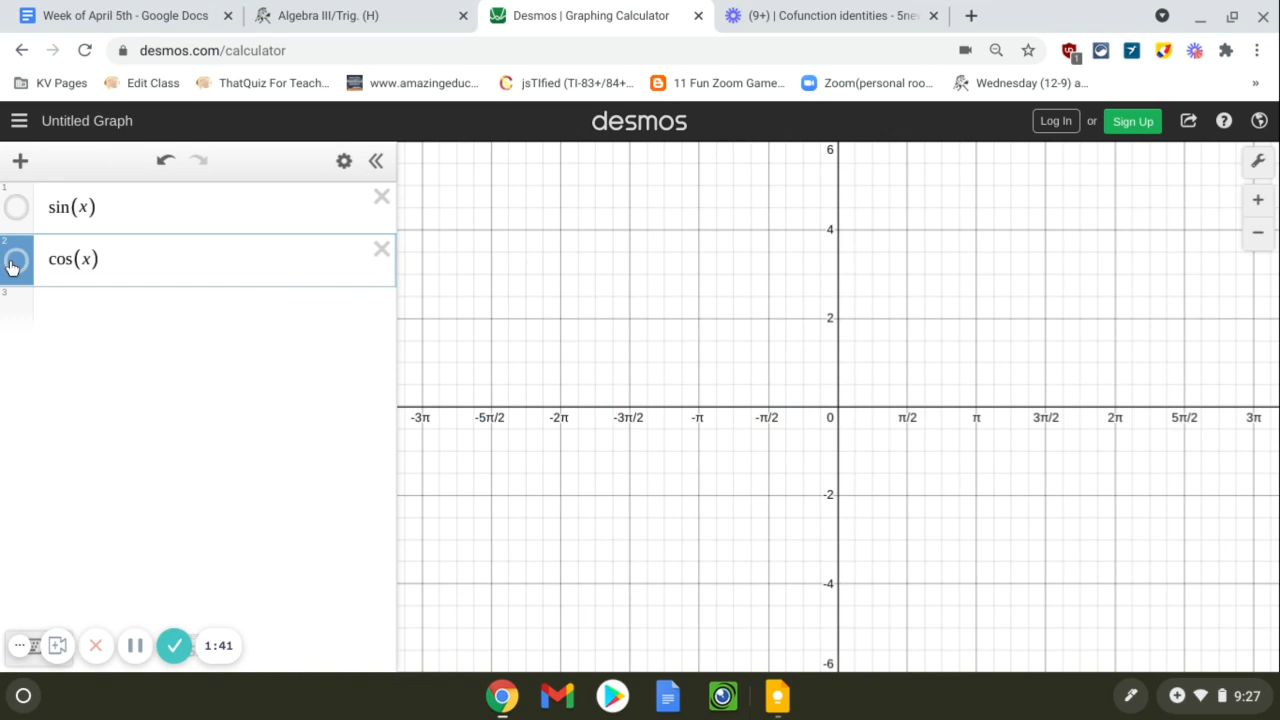 Week of April 5th - Google Docs
Algebra III/Trig. (H)
Desmos | Graphing Calculator
(9+) | Cofunction identities - 5ne
desmos.com/calculator
1
KV Pages
Edit Class
ThatQuiz For Teach...
www.amazingeduc...
jsTIfied (TI-83+/84+...
11 Fun Zoom Game...
Zoom(personal roo...
Wednesday (12-9) a...
»
Untitled Graph
desmos
Log In
or
Sign Up
1
sin(x)
2
cos(x)
3
6
4
2
-3π
-5π/2
-2π
-3π/2
-π
-π/2
0
π/2
π
3π/2
2π
5π/2
3π
-2
-4
-6
1:41
9:27